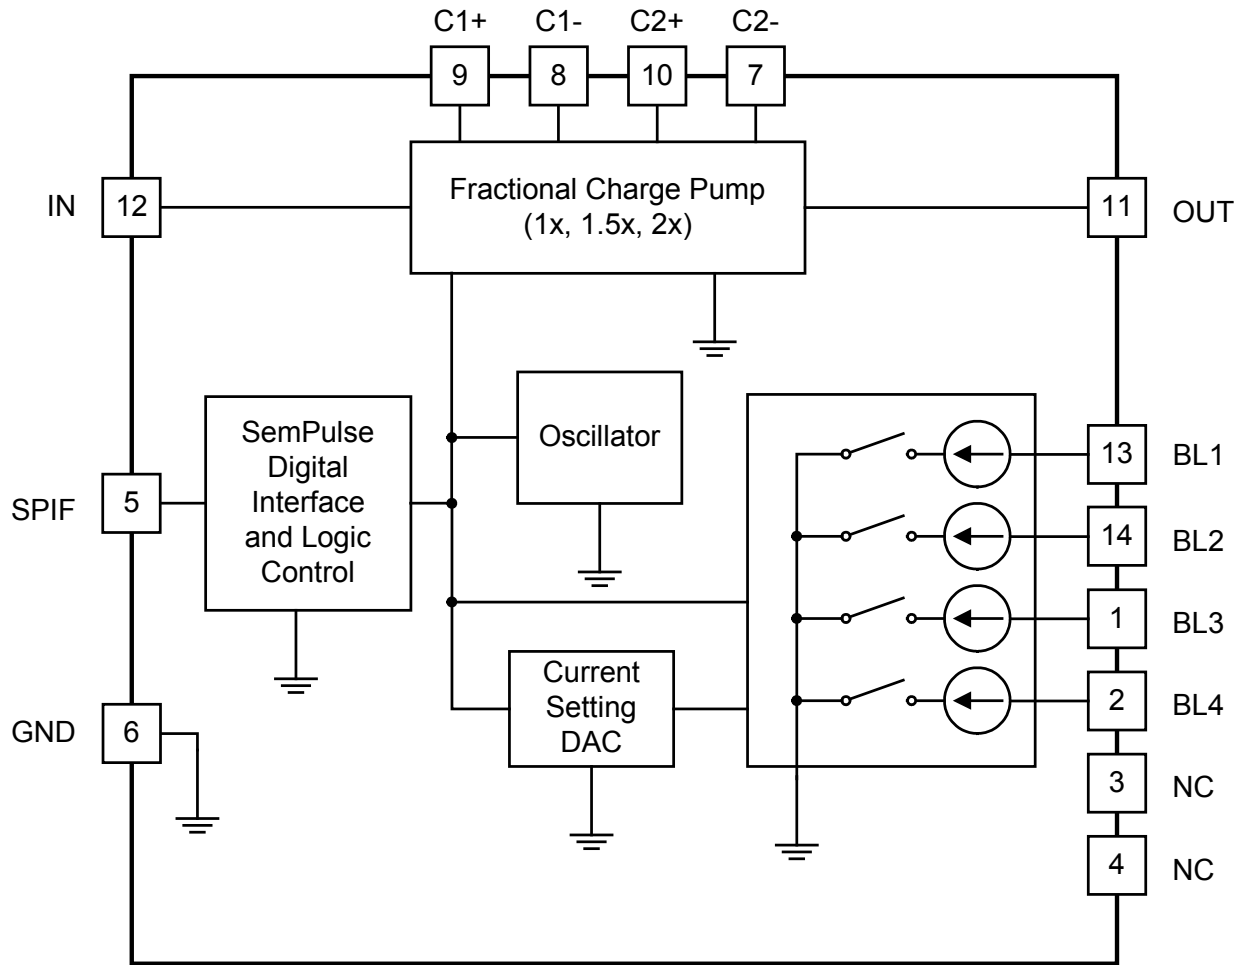 C1+ C1- C2+ C2-
9 8 10 7
Fractional Charge Pump
(1x, 1.5x, 2x)
IN 12
11 OUT
SemPulse
Digital
Interface
and Logic
Control
Oscillator
SPIF 5
13 BL1
14 BL2
1 BL3
2 BL4
Current
Setting
DAC
GND 6
3 NC
4 NC